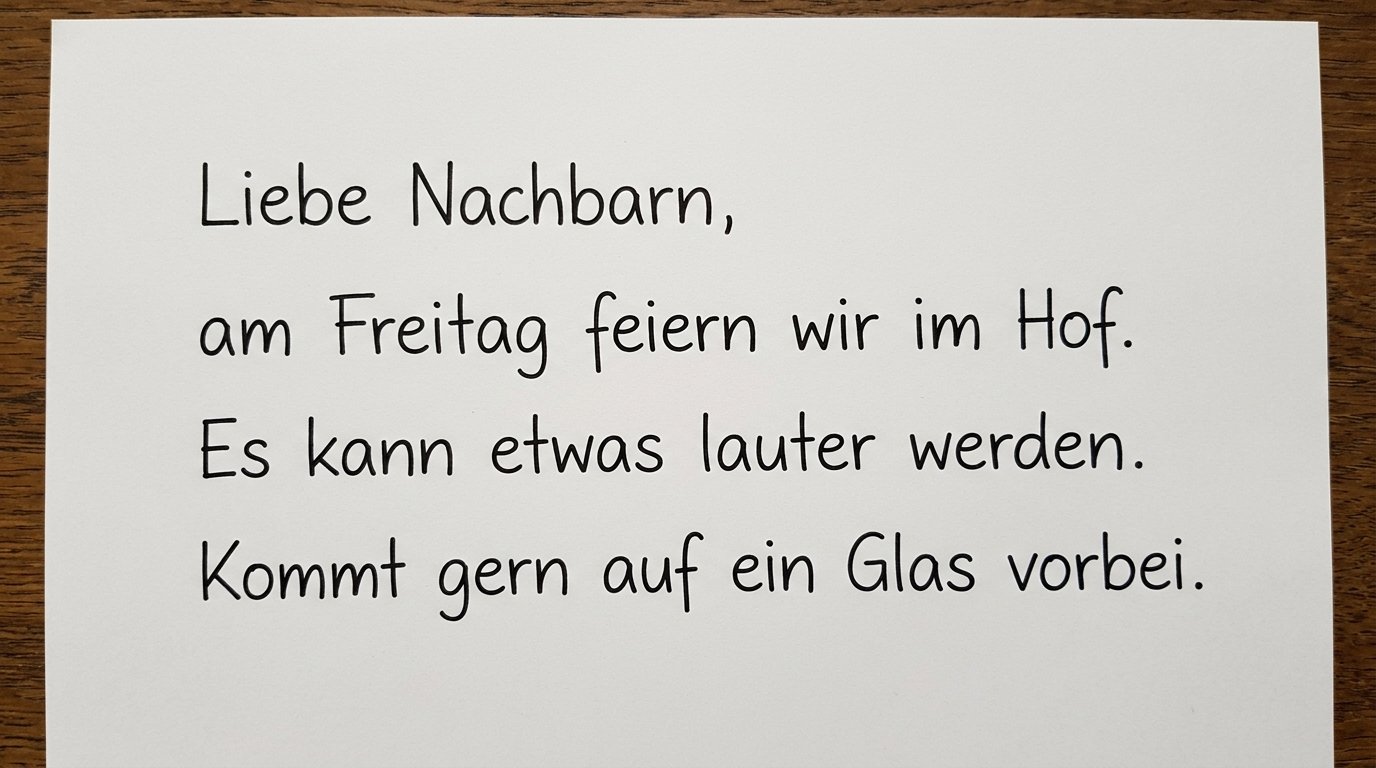 Liebe Nachbarn,
am Freitag feiern wir im Hof.
Es kann etwas lauter werden.
Kommt gern auf ein Glas vorbei.